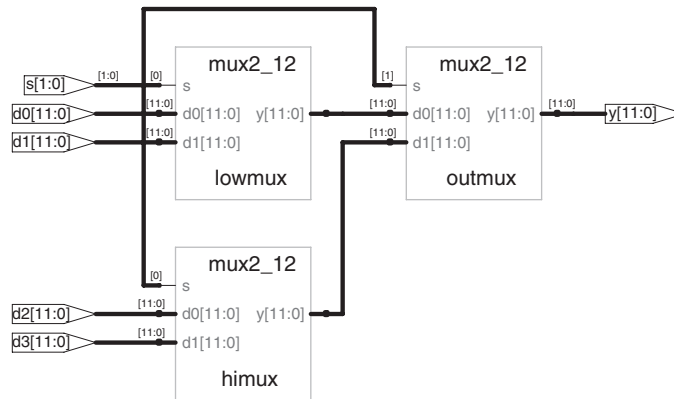 mux2_12
mux2_12
s[1:0]
[1:0]
[0]
s
[1]
s
d0[11:0]
[11:0]
d0[11:0]
y[11:0]
[11:0]
d0[11:0]
y[11:0]
[11:0]
y[11:0]
d1[11:0]
[11:0]
d1[11:0]
[11:0]
d1[11:0]
lowmux
outmux
mux2_12
[0]
s
d2[11:0]
[11:0]
d0[11:0]
y[11:0]
d3[11:0]
[11:0]
d1[11:0]
himux